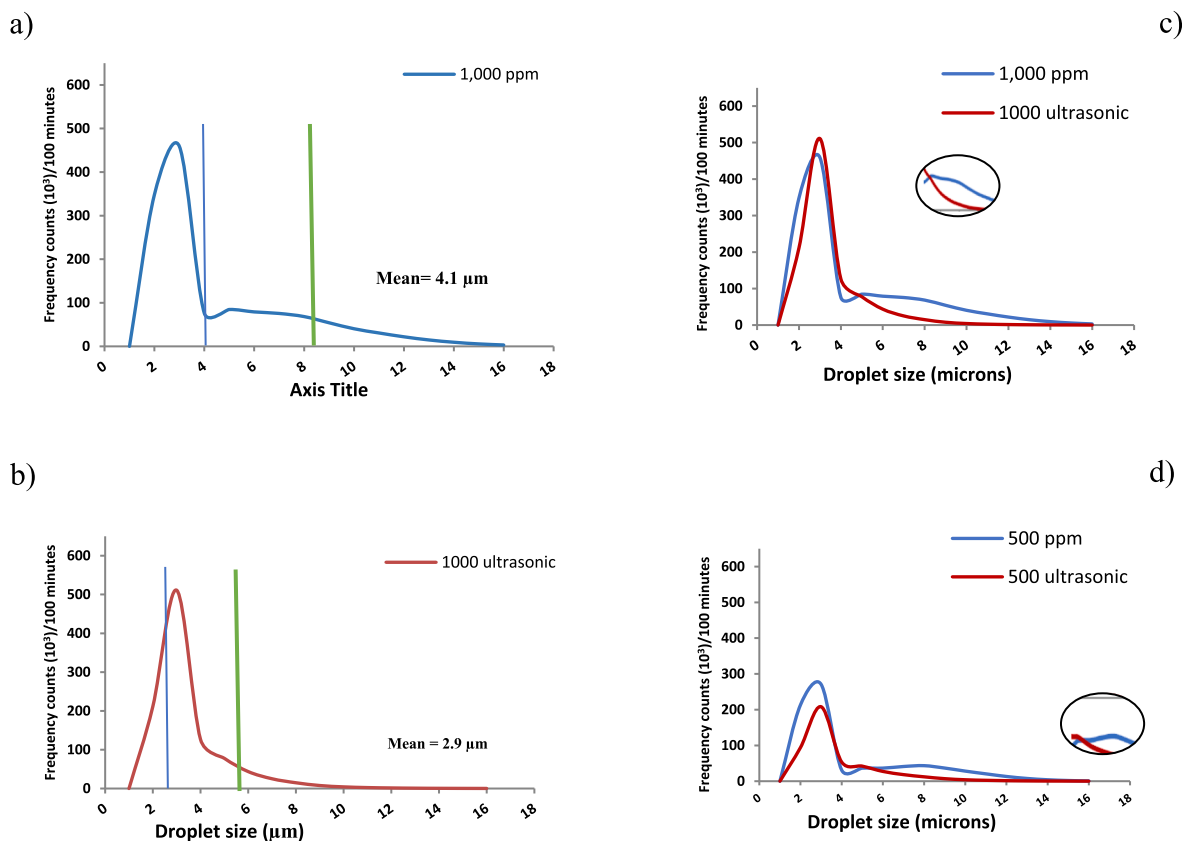 a)
1,000 ppm
Frequency counts (10³)/100 minutes
600
500
400
300
200
100
0
Mean= 4.1 µm
0 2 4 6 8 10 12 14 16 18
Axis Title
c)
1,000 ppm
1000 ultrasonic
Frequency counts (10³)/100 minutes
600
500
400
300
200
100
0
0 2 4 6 8 10 12 14 16 18
Droplet size (microns)
b)
1000 ultrasonic
Frequency counts (10³)/100 minutes
600
500
400
300
200
100
0
Mean = 2.9 µm
0 2 4 6 8 10 12 14 16 18
Droplet size (µm)
d)
500 ppm
500 ultrasonic
Frequency counts (10³)/100 minutes
600
500
400
300
200
100
0
0 2 4 6 8 10 12 14 16 18
Droplet size (microns)